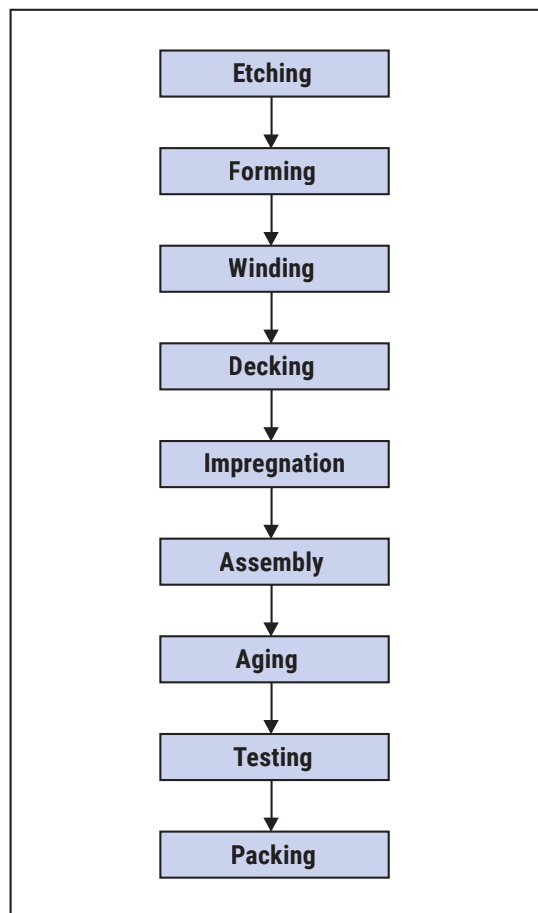 Etching
Forming
Winding
Decking
Impregnation
Assembly
Aging
Testing
Packing